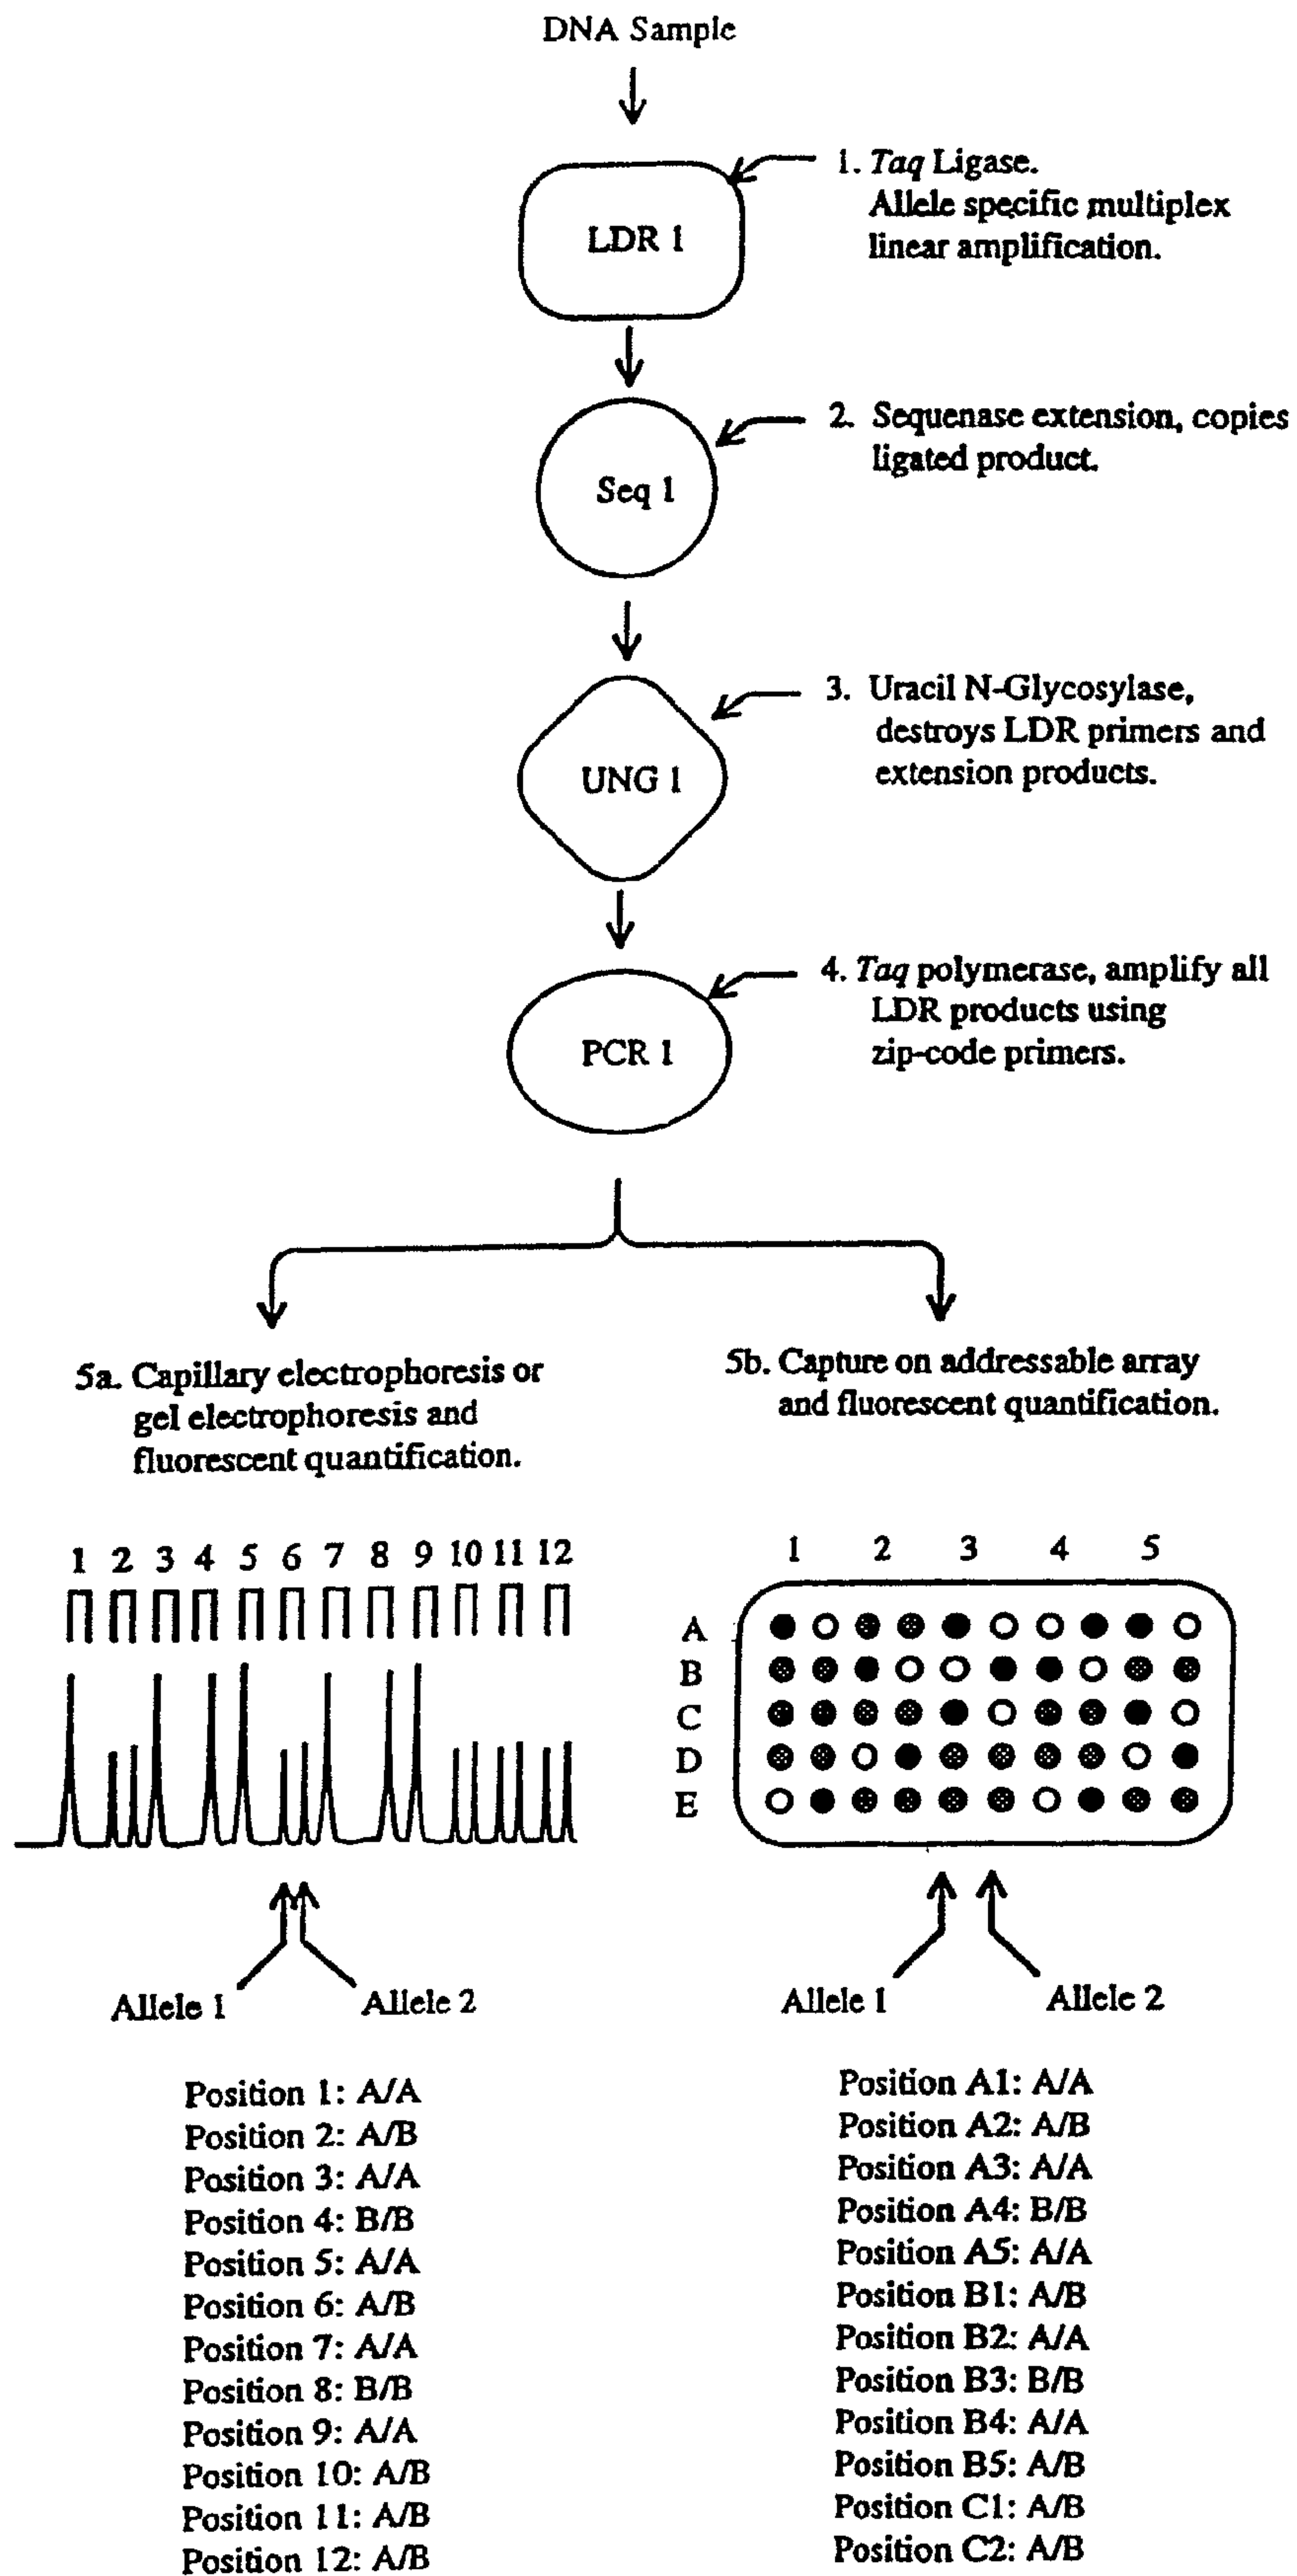 DNA Sample
LDR 1
1. Taq Ligase.
Allele specific multiplex
linear amplification.
Seq 1
2. Sequenase extension, copies
ligated product.
UNG 1
3. Uracil N-Glycosylase,
destroys LDR primers and
extension products.
PCR 1
4. Taq polymerase, amplify all
LDR products using
zip-code primers.
5a. Capillary electrophoresis or
gel electrophoresis and
fluorescent quantification.
1 2 3 4 5 6 7 8 9 10 11 12
Allele 1
Allele 2
Position 1: A/A
Position 2: A/B
Position 3: A/A
Position 4: B/B
Position 5: A/A
Position 6: A/B
Position 7: A/A
Position 8: B/B
Position 9: A/A
Position 10: A/B
Position 11: A/B
Position 12: A/B
5b. Capture on addressable array
and fluorescent quantification.
1 2 3 4 5
A
B
C
D
E
Allele 1
Allele 2
Position A1: A/A
Position A2: A/B
Position A3: A/A
Position A4: B/B
Position A5: A/A
Position B1: A/B
Position B2: A/A
Position B3: B/B
Position B4: A/A
Position B5: A/B
Position C1: A/B
Position C2: A/B